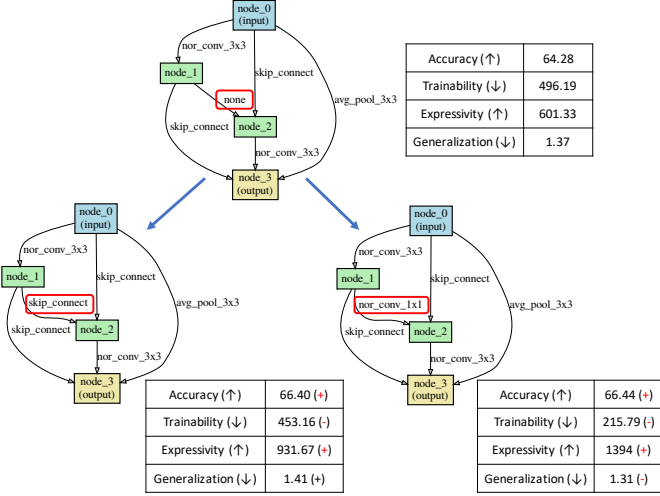 node_0
(input)
nor_conv_3x3
node_1
skip_connect
none
avg_pool_3x3
skip_connect
node_2
nor_conv_3x3
node_3
(output)
Accuracy (↑) 64.28
Trainability (↓) 496.19
Expressivity (↑) 601.33
Generalization (↓) 1.37
node_0
(input)
nor_conv_3x3
node_1
skip_connect
skip_connect
avg_pool_3x3
skip_connect
node_2
nor_conv_3x3
node_3
(output)
Accuracy (↑) 66.40 (+)
Trainability (↓) 453.16 (-)
Expressivity (↑) 931.67 (+)
Generalization (↓) 1.41 (+)
node_0
(input)
nor_conv_3x3
node_1
skip_connect
nor_conv_1x1
avg_pool_3x3
skip_connect
node_2
nor_conv_3x3
node_3
(output)
Accuracy (↑) 66.44 (+)
Trainability (↓) 215.79 (-)
Expressivity (↑) 1394 (+)
Generalization (↓) 1.31 (-)